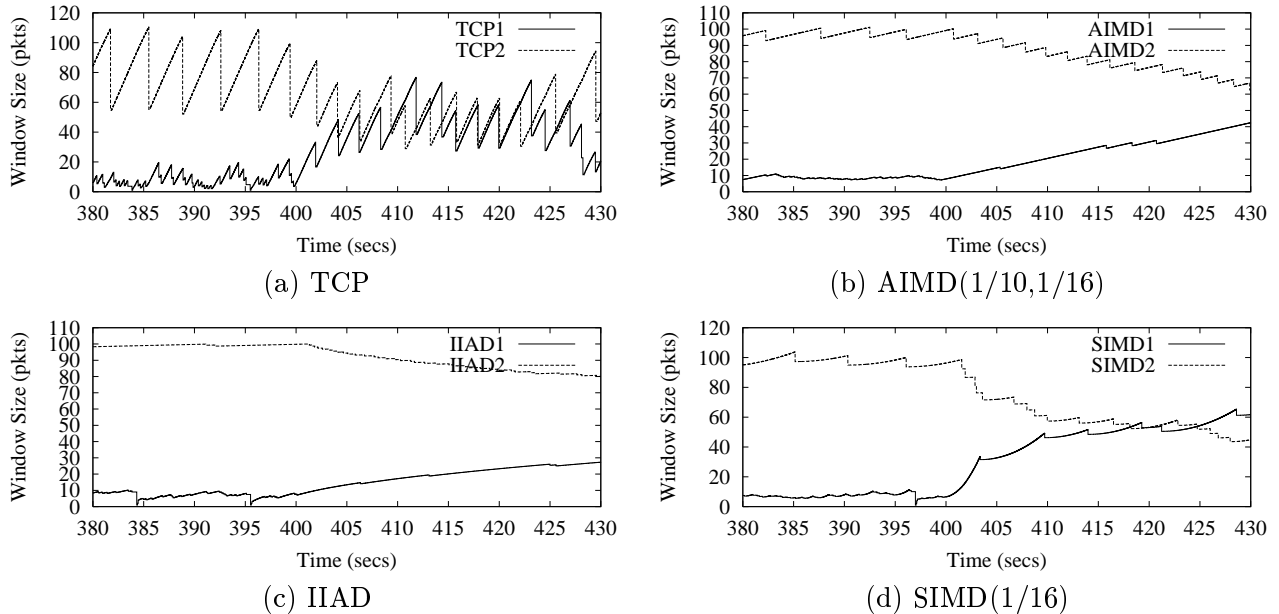 120
100
80
60
40
20
0
380 385 390 395 400 405 410 415 420 425 430
Window Size (pkts)
Time (secs)
TCP1
TCP2
(a) TCP
110
100
90
80
70
60
50
40
30
20
10
0
380 385 390 395 400 405 410 415 420 425 430
Window Size (pkts)
Time (secs)
AIMD1
AIMD2
(b) AIMD(1/10,1/16)
110
100
90
80
70
60
50
40
30
20
10
0
380 385 390 395 400 405 410 415 420 425 430
Window Size (pkts)
Time (secs)
IIAD1
IIAD2
(c) IIAD
120
100
80
60
40
20
0
380 385 390 395 400 405 410 415 420 425 430
Window Size (pkts)
Time (secs)
SIMD1
SIMD2
(d) SIMD(1/16)